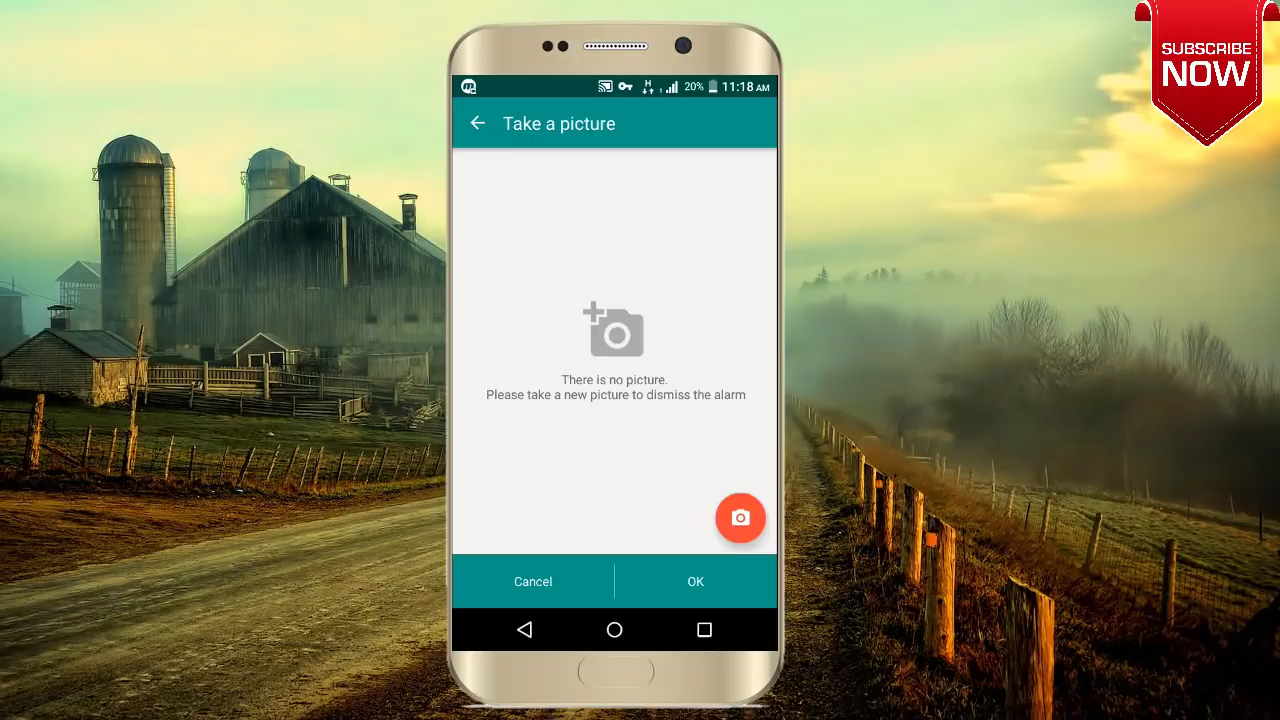 SUBSCRIBE
NOW
H 1 20% 11:18 AM
Take a picture
There is no picture.
Please take a new picture to dismiss the alarm
Cancel OK